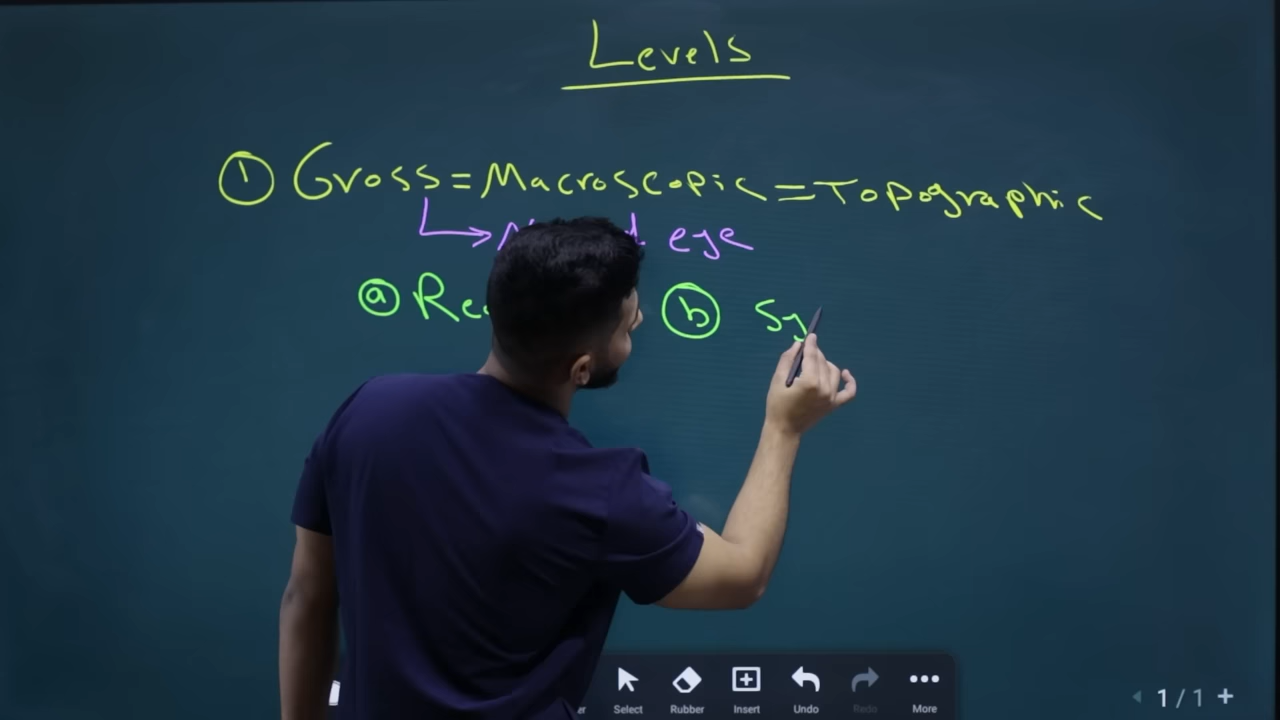 Levels
① Gross = Macroscopic = Topographic
↳ eye
ⓐ ⓑ
Select Rubber Insert Undo Redo More
1/1 +